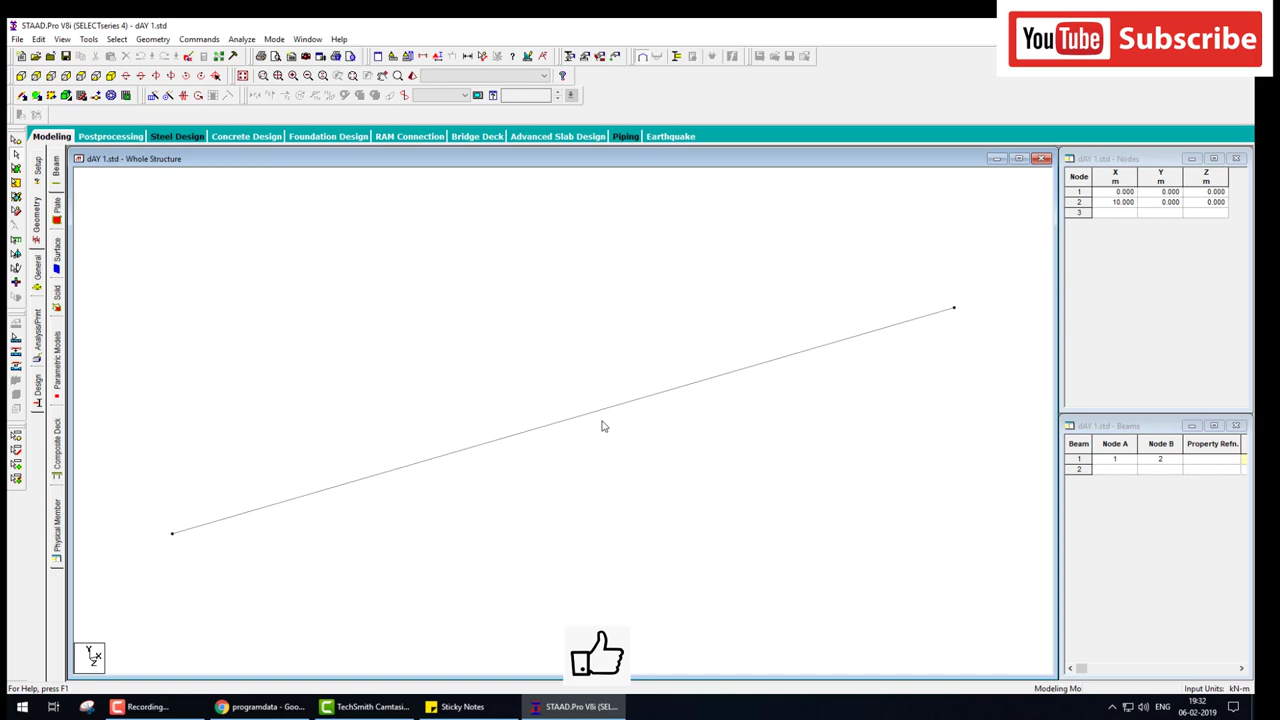 STAAD.Pro V8i (SELECTseries 4) - dAY 1.std
YouTube Subscribe
File Edit View Tools Select Geometry Commands Analyze Mode Window Help
Modeling Postprocessing Steel Design Concrete Design Foundation Design RAM Connection Bridge Deck Advanced Slab Design Piping Earthquake
dAY 1.std - Whole Structure
Setup
Geometry
General
Analysis/Print
Design
Beam
Plate
Surface
Solid
Parametric Models
Composite Deck
Physical Member
Y
X
Z
dAY 1.std - Nodes
Node X m Y m Z m
1 0.000 0.000 0.000
2 10.000 0.000 0.000
3
dAY 1.std - Beams
Beam Node A Node B Property Refn.
1 1 2
2
For Help, press F1
Modeling Mo Input Units: kN-m
Recording... programdata - Goo... TechSmith Camtasi... Sticky Notes STAAD.Pro V8i (SEL... ENG
19:32
06-02-2019